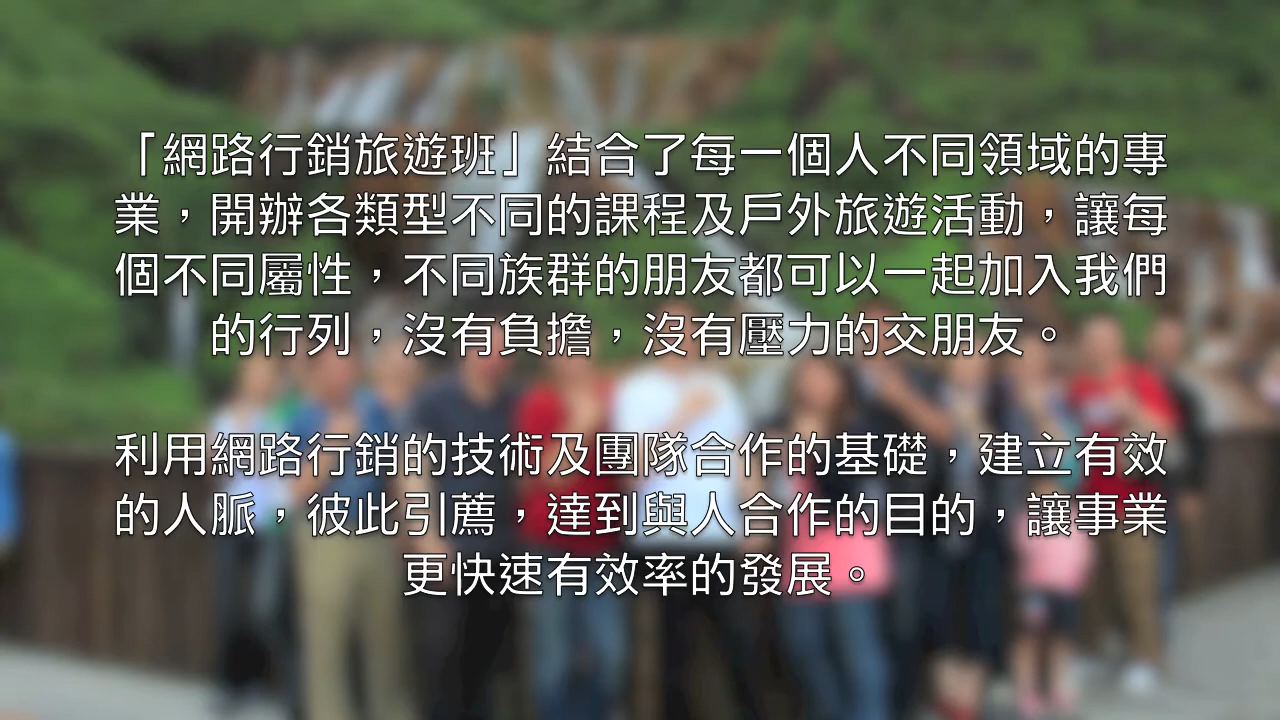 「網路行銷旅遊班」結合了每一個人不同領域的專
業，開辦各類型不同的課程及戶外旅遊活動，讓每
個不同屬性，不同族群的朋友都可以一起加入我們
的行列，沒有負擔，沒有壓力的交朋友。
利用網路行銷的技術及團隊合作的基礎，建立有效
的人脈，彼此引薦，達到與人合作的目的，讓事業
更快速有效率的發展。